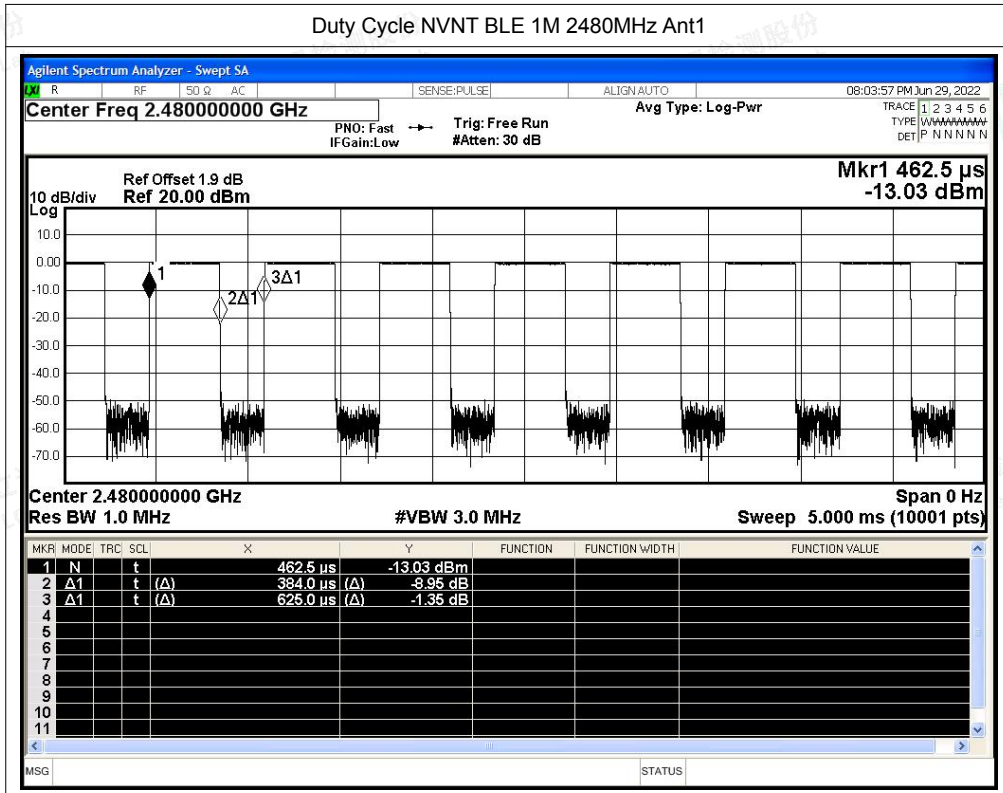 Duty Cycle NVNT BLE 1M 2480MHz Ant1
Agilent Spectrum Analyzer - Swept SA
LXI R RF 50 Ω AC SENSE:PULSE ALIGN AUTO 08:03:57 PM Jun 29, 2022
Center Freq 2.480000000 GHz Avg Type: Log-Pwr TRACE 1 2 3 4 5 6
PNO: Fast Trig: Free Run TYPE WWWWWW
IFGain:Low #Atten: 30 dB DET P N N N N N
Mkr1 462.5 µs
Ref Offset 1.9 dB -13.03 dBm
10 dB/div Ref 20.00 dBm
Log
10.0
0.00
1
3Δ1
-10.0
2Δ1
-20.0
-30.0
-40.0
-50.0
-60.0
-70.0
Center 2.480000000 GHz Span 0 Hz
Res BW 1.0 MHz #VBW 3.0 MHz Sweep 5.000 ms (10001 pts)
MKR MODE TRC SCL X Y FUNCTION FUNCTION WIDTH FUNCTION VALUE
1 N t 462.5 µs -13.03 dBm
2 Δ1 t (Δ) 384.0 µs (Δ) -8.95 dB
3 Δ1 t (Δ) 625.0 µs (Δ) -1.35 dB
4
5
6
7
8
9
10
11
MSG STATUS